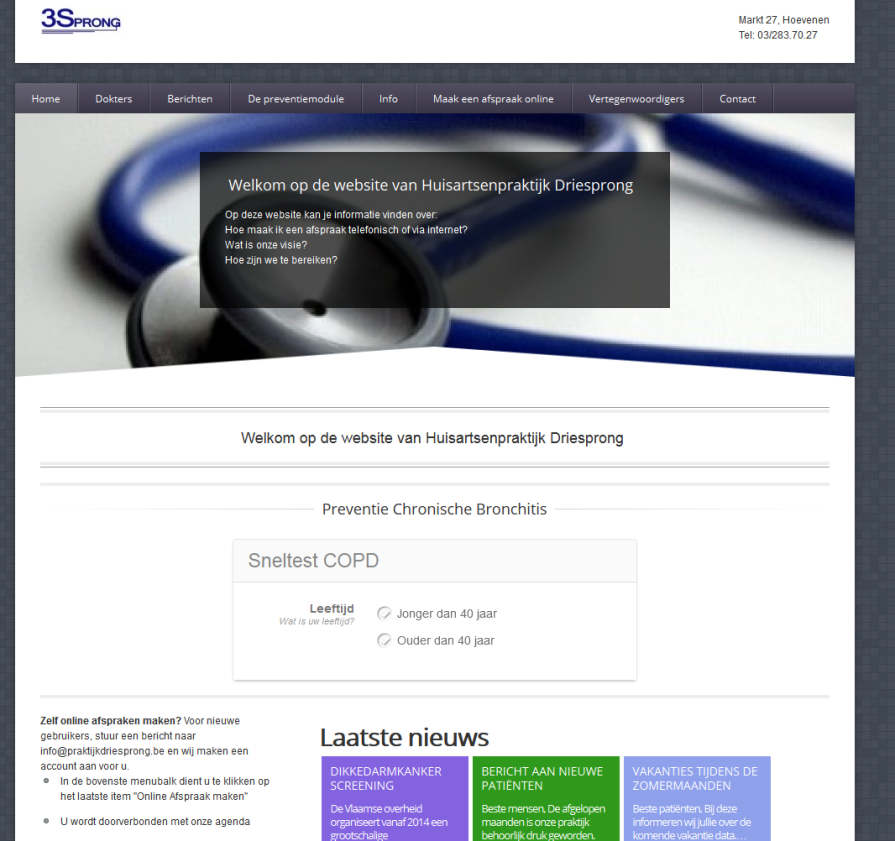 3SPRONG
Markt 27, Hoevenen
Tel: 03/283.70.27
Home Dokters Berichten De preventiemodule Info Maak een afspraak online Vertegenwoordigers Contact
Welkom op de website van Huisartsenpraktijk Driesprong
Op deze website kan je informatie vinden over:
Hoe maak ik een afspraak telefonisch of via internet?
Wat is onze visie?
Hoe zijn we te bereiken?
Welkom op de website van Huisartsenpraktijk Driesprong
Preventie Chronische Bronchitis
Sneltest COPD
Leeftijd
Wat is uw leeftijd?
Jonger dan 40 jaar
Ouder dan 40 jaar
Zelf online afspraken maken? Voor nieuwe
gebruikers, stuur een bericht naar
info@praktijkdriesprong.be en wij maken een
account aan voor u.
In de bovenste menubalk dient u te klikken op
het laatste item "Online Afspraak maken"
U wordt doorverbonden met onze agenda
Laatste nieuws
DIKKEDARMKANKER
SCREENING
De Vlaamse overheid
organiseert vanaf 2014 een
grootschalige
BERICHT AAN NIEUWE
PATIËNTEN
Beste mensen, De afgelopen
maanden is onze praktijk
behoorlijk druk geworden.
VAKANTIES TIJDENS DE
ZOMERMAANDEN
Beste patiënten. Bij deze
informeren wij jullie over de
komende vakantie data.…